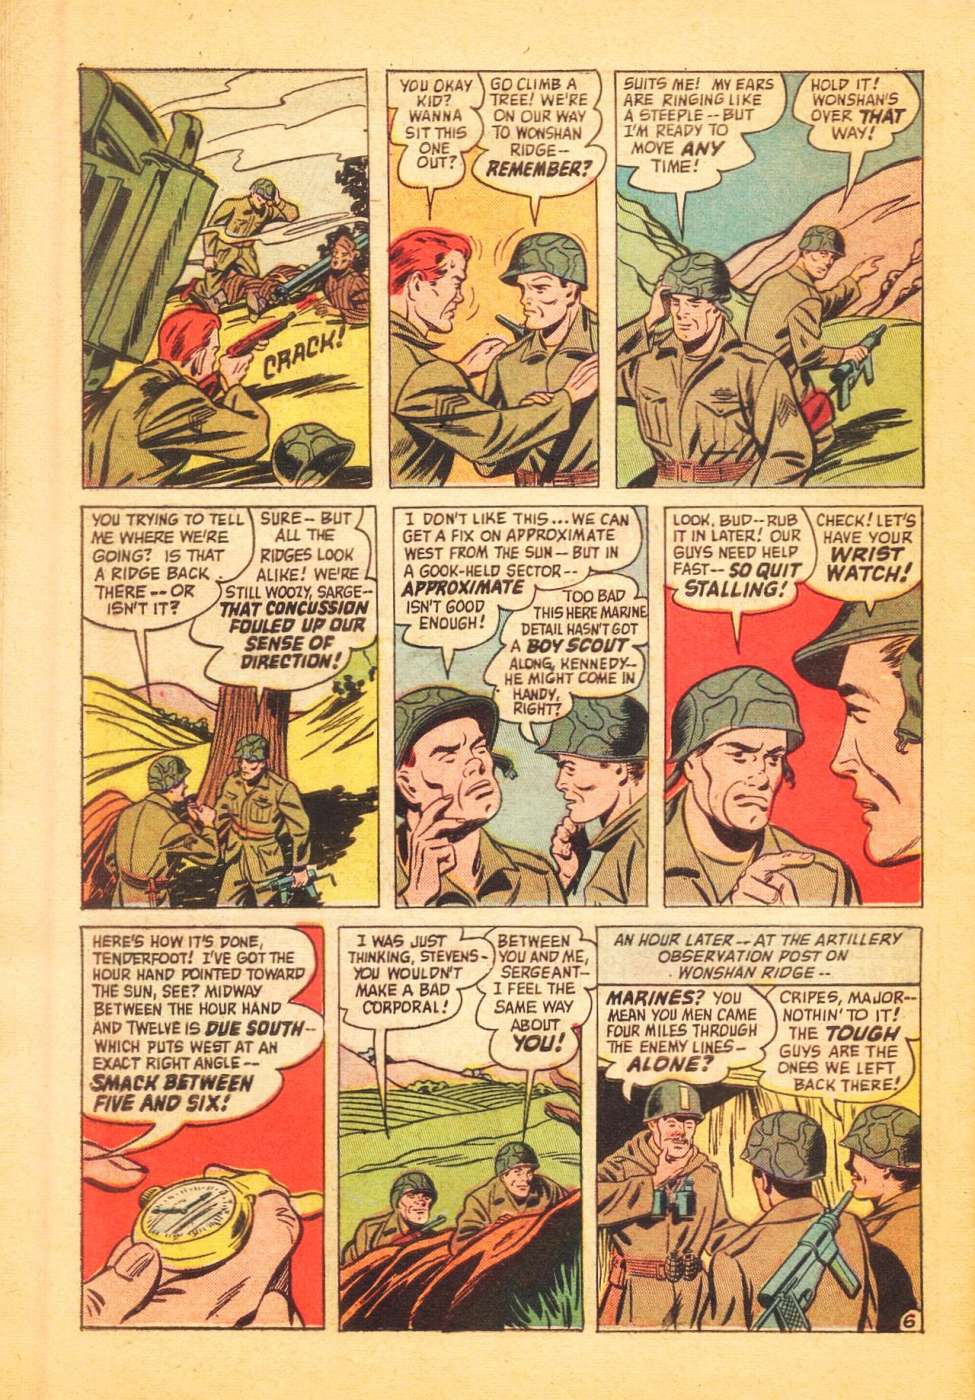 CRACK!
YOU OKAY
KID?
WANNA
SIT THIS
ONE
OUT?
GO CLIMB A
TREE! WE'RE
ON OUR WAY
TO WONSHAN
RIDGE--
REMEMBER?
SUITS ME! MY EARS
ARE RINGING LIKE
A STEEPLE--BUT
I'M READY TO
MOVE ANY
TIME!
HOLD IT!
WONSHAN'S
OVER THAT
WAY!
YOU TRYING TO TELL
ME WHERE WE'RE
GOING? IS THAT
A RIDGE BACK
THERE--OR
ISN'T IT?
SURE--BUT
ALL THE
RIDGES LOOK
ALIKE! WE'RE
STILL WOOZY, SARGE--
THAT CONCUSSION
FOULED UP OUR
SENSE OF
DIRECTION!
I DON'T LIKE THIS...WE CAN
GET A FIX ON APPROXIMATE
WEST FROM THE SUN--BUT IN
A GOOK-HELD SECTOR--
APPROXIMATE
ISN'T GOOD
ENOUGH!
TOO BAD
THIS HERE MARINE
DETAIL HASN'T GOT
A BOY SCOUT
ALONG, KENNEDY--
HE MIGHT COME IN
HANDY,
RIGHT?
LOOK, BUD--RUB
IT IN LATER! OUR
GUYS NEED HELP
FAST--SO QUIT
STALLING!
CHECK! LET'S
HAVE YOUR
WRIST
WATCH!
HERE'S HOW IT'S DONE,
TENDERFOOT! I'VE GOT THE
HOUR HAND POINTED TOWARD
THE SUN, SEE? MIDWAY
BETWEEN THE HOUR HAND
AND TWELVE IS DUE SOUTH--
WHICH PUTS WEST AT AN
EXACT RIGHT ANGLE--
SMACK BETWEEN
FIVE AND SIX!
I WAS JUST
THINKING, STEVENS--
YOU WOULDN'T
MAKE A BAD
CORPORAL!
BETWEEN
YOU AND ME,
SERGEANT--
I FEEL THE
SAME WAY
ABOUT
YOU!
AN HOUR LATER--AT THE ARTILLERY
OBSERVATION POST ON
WONSHAN RIDGE--
MARINES? YOU
MEAN YOU MEN CAME
FOUR MILES THROUGH
THE ENEMY LINES--
ALONE?
CRIPES, MAJOR--
NOTHIN' TO IT!
THE TOUGH
GUYS ARE THE
ONES WE LEFT
BACK THERE!
6